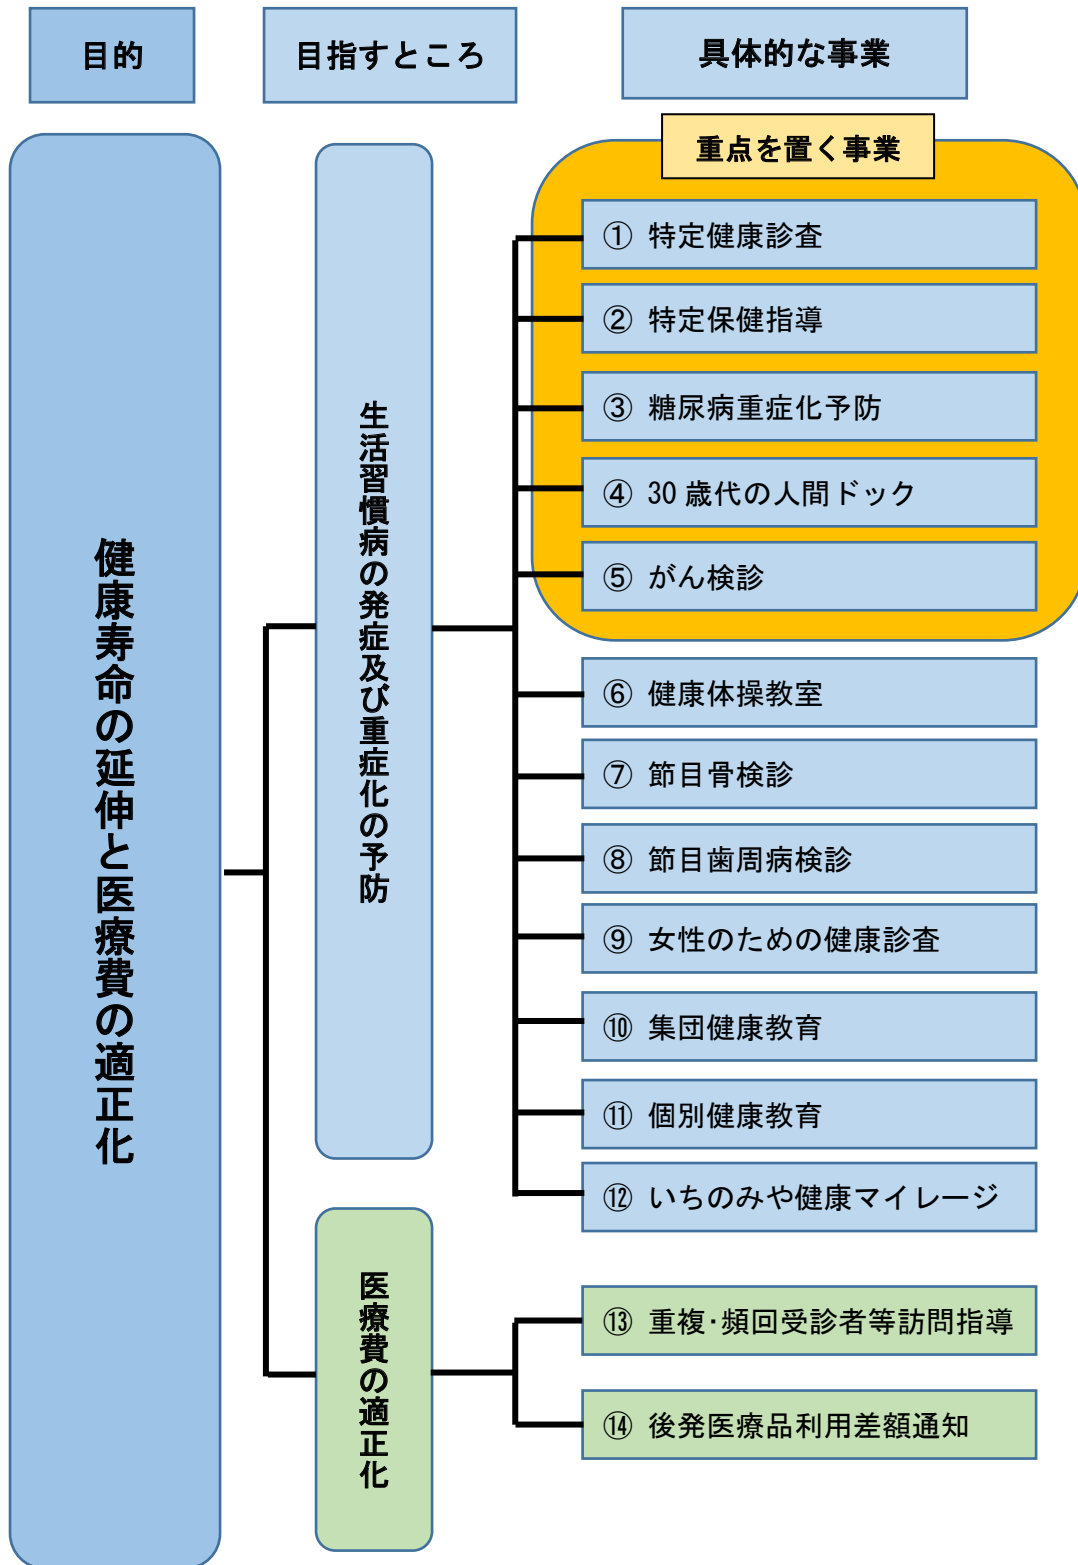 目的
目指すところ
具体的な事業
重点を置く事業
健康寿命の延伸と医療費の適正化
生活習慣病の発症及び重症化の予防
① 特定健康診査
② 特定保健指導
③ 糖尿病重症化予防
④ 30 歳代の人間ドック
⑤ がん検診
⑥ 健康体操教室
⑦ 節目骨検診
⑧ 節目歯周病検診
⑨ 女性のための健康診査
⑩ 集団健康教育
⑪ 個別健康教育
⑫ いちのみや健康マイレージ
医療費の適正化
⑬ 重複・頻回受診者等訪問指導
⑭ 後発医療品利用差額通知